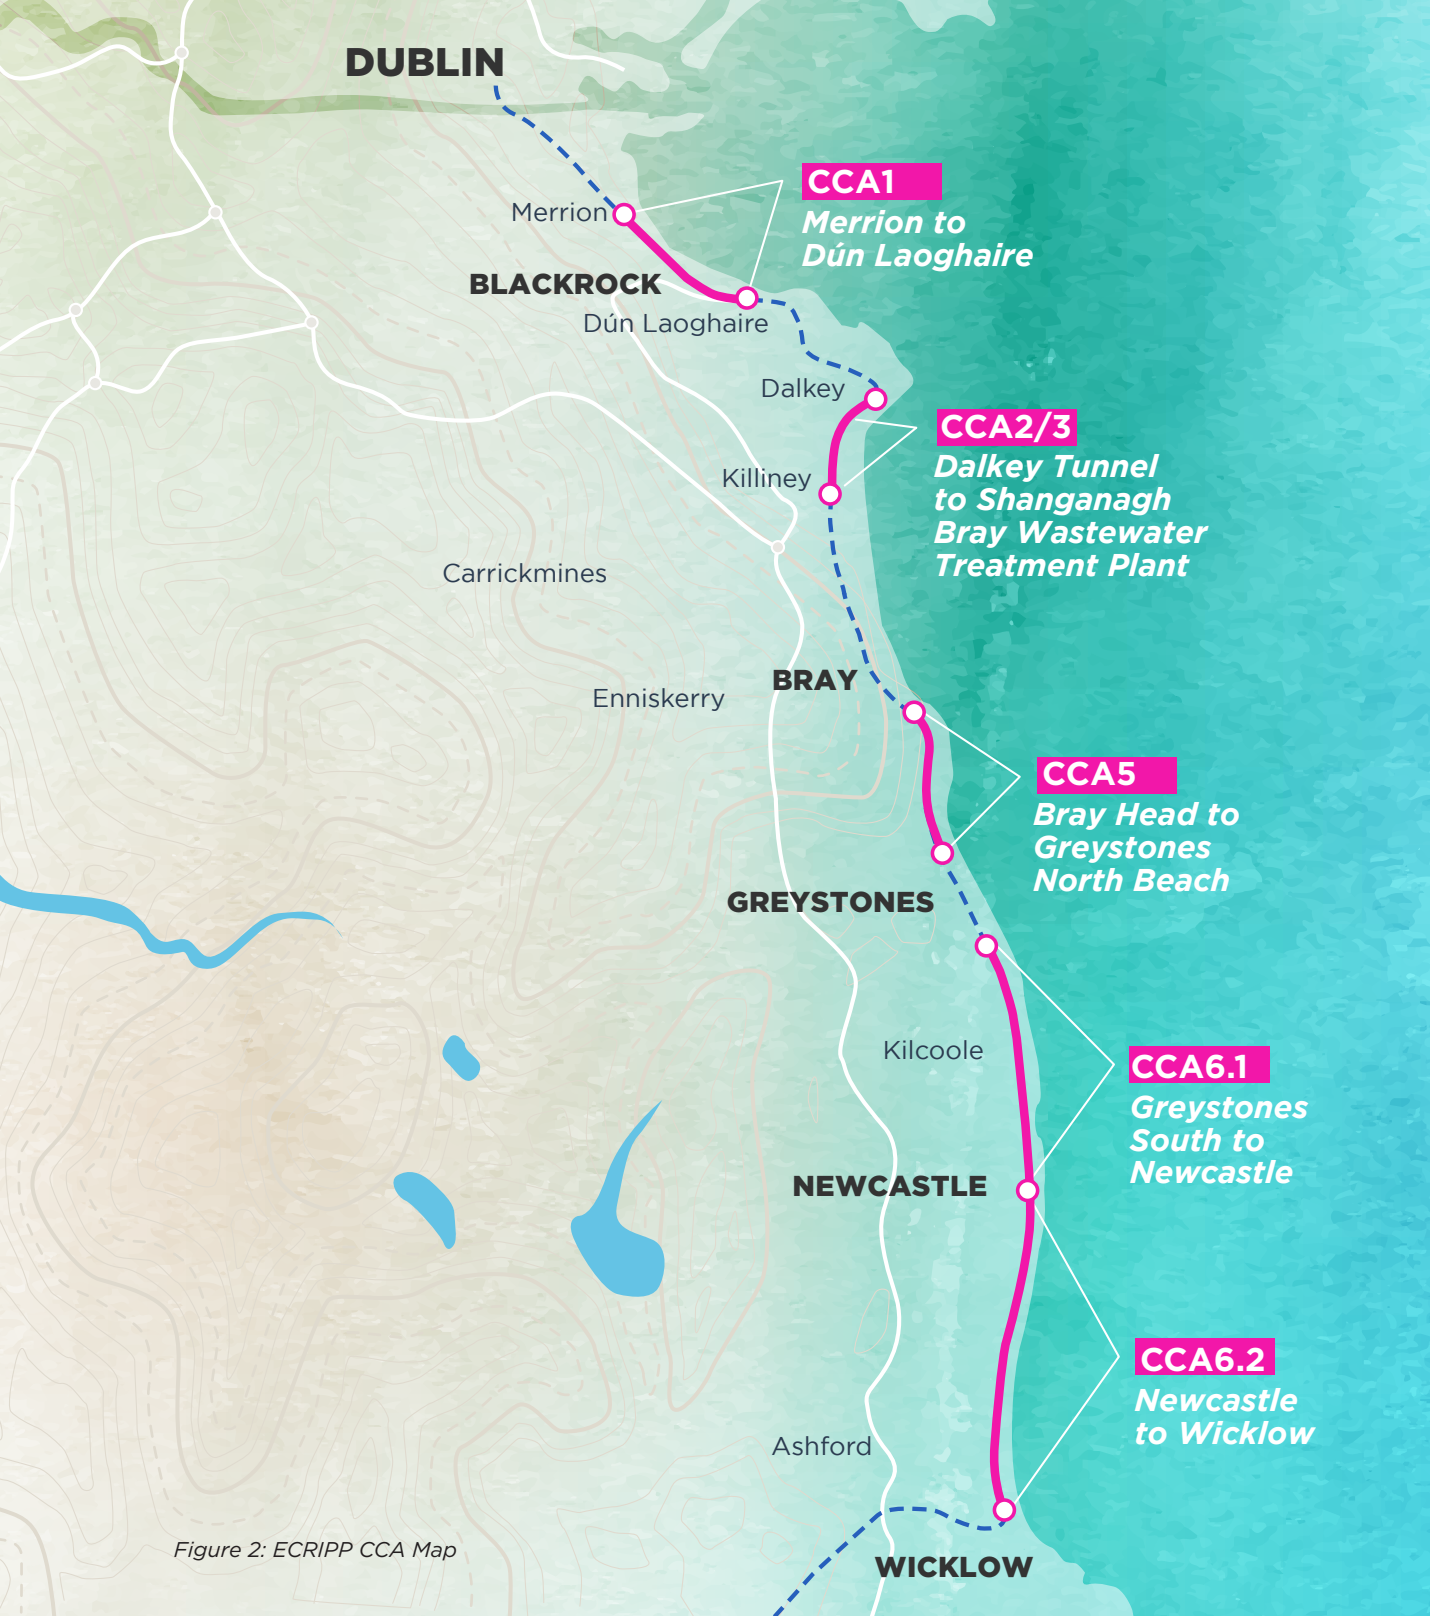 DUBLIN
CCA1
Merrion to
Dún Laoghaire
Merrion
BLACKROCK
Dún Laoghaire
Dalkey
CCA2/3
Dalkey Tunnel
to Shanganagh
Bray Wastewater
Treatment Plant
Killiney
Carrickmines
BRAY
Enniskerry
CCA5
Bray Head to
Greystones
North Beach
GREYSTONES
Kilcoole
CCA6.1
Greystones
South to
Newcastle
NEWCASTLE
CCA6.2
Newcastle
to Wicklow
Ashford
Figure 2: ECRIPP CCA Map
WICKLOW